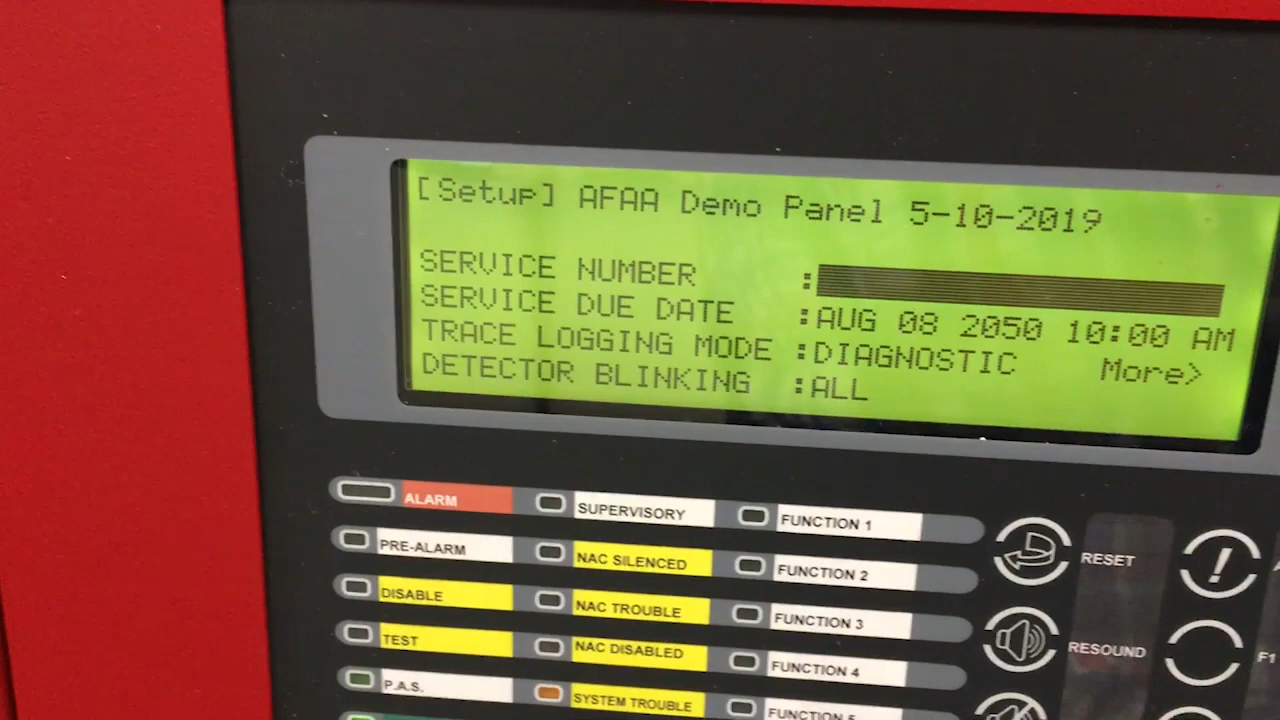 [Setup] AFAA Demo Panel 5-10-2019
SERVICE NUMBER :
SERVICE DUE DATE :AUG 08 2050 10:00 AM
TRACE LOGGING MODE :DIAGNOSTIC More>
DETECTOR BLINKING :ALL
ALARM SUPERVISORY FUNCTION 1
PRE-ALARM NAC SILENCED FUNCTION 2
DISABLE NAC TROUBLE FUNCTION 3
TEST NAC DISABLED FUNCTION 4
P.A.S. SYSTEM TROUBLE FUNCTION 5
RESET
RESOUND F1